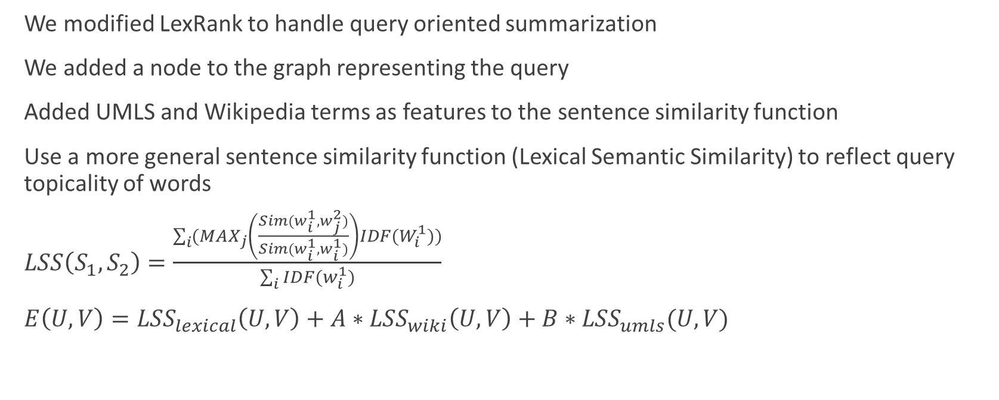 We modified LexRank to handle query oriented summarization
We added a node to the graph representing the query
Added UMLS and Wikipedia terms as features to the sentence similarity function
Use a more general sentence similarity function (Lexical Semantic Similarity) to reflect query
topicality of words
$LSS(S_1, S_2) = \frac{\sum_i (MAX_j \left( \frac{Sim(w_i^1, w_j^2)}{Sim(w_i^1, w_i^1)} \right) IDF(W_i^1))}{\sum_i IDF(w_i^1)}$
$E(U,V) = LSS_{lexical}(U,V) + A * LSS_{wiki}(U,V) + B * LSS_{umls}(U,V)$